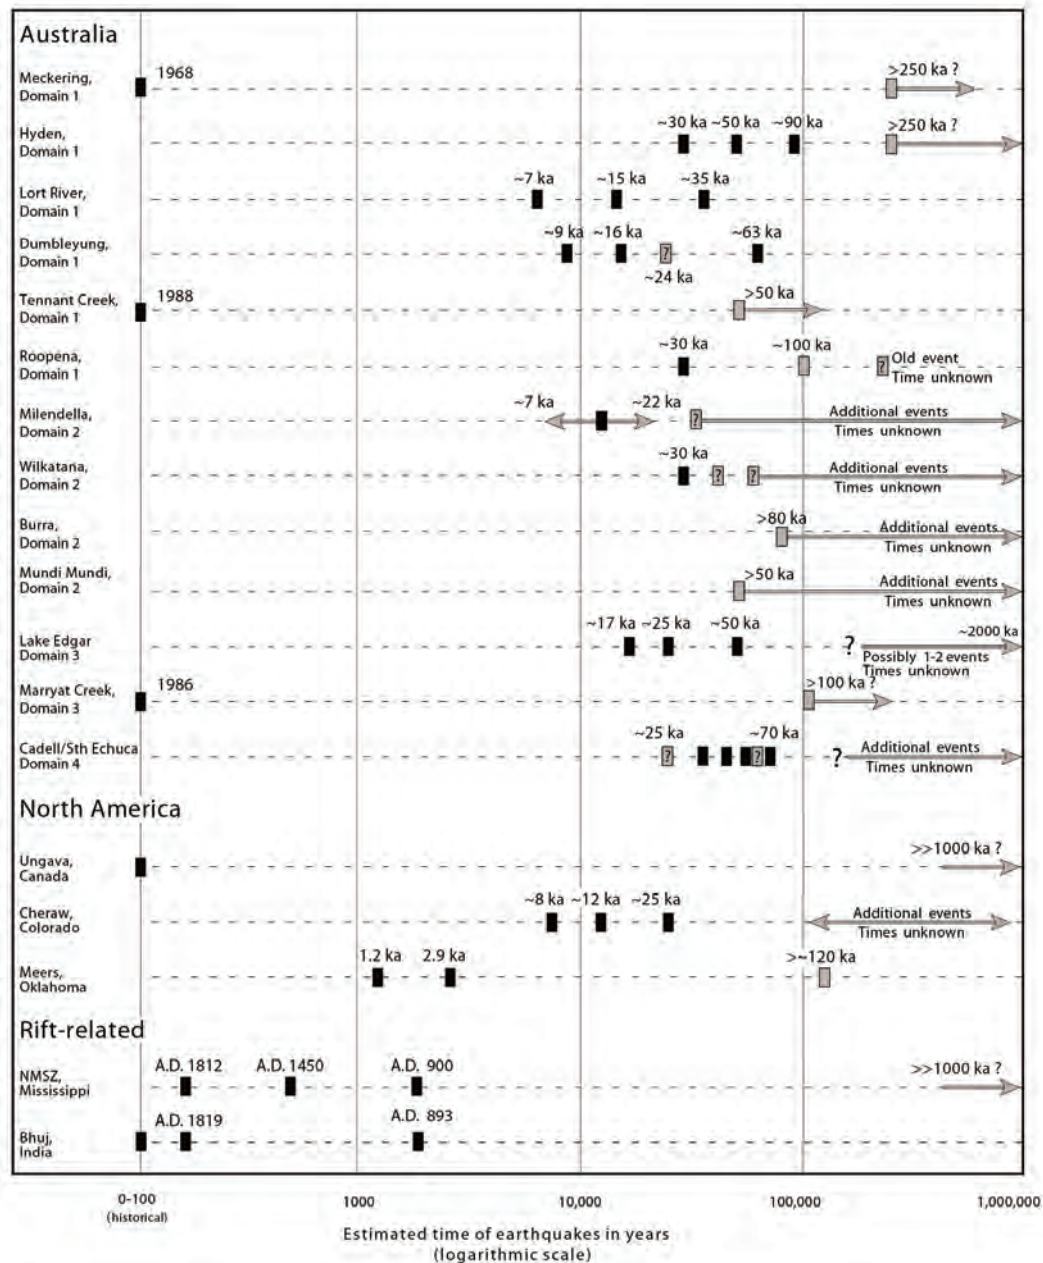 Australia
Meckering,
Domain 1
1968
>250 ka ?
Hyden,
Domain 1
~30 ka ~50 ka ~90 ka
>250 ka ?
Lort River,
Domain 1
~7 ka ~15 ka ~35 ka
Dumbleyung,
Domain 1
~9 ka ~16 ka ? ~63 ka
~24 ka
Tennant Creek,
Domain 1
1988
>50 ka
Roopena,
Domain 1
~30 ka ~100 ka
? Old event
Time unknown
Milendella,
Domain 2
~7 ka ~22 ka ?
Additional events
Times unknown
Wilkatana,
Domain 2
~30 ka ? ?
Additional events
Times unknown
Burra,
Domain 2
>80 ka
Additional events
Times unknown
Mundi Mundi,
Domain 2
>50 ka
Additional events
Times unknown
Lake Edgar
Domain 3
~17 ka ~25 ka ~50 ka
? ~2000 ka
Possibly 1-2 events
Times unknown
Marryat Creek,
Domain 3
1986
>100 ka ?
Cadell/Sth Echuca
Domain 4
~25 ka ~70 ka
? ? ?
Additional events
Times unknown
North America
Ungava,
Canada
>>1000 ka ?
Cheraw,
Colorado
~8 ka ~12 ka ~25 ka
Additional events
Times unknown
Meers,
Oklahoma
1.2 ka 2.9 ka >~120 ka
Rift-related
NMSZ,
Mississippi
A.D. 1812 A.D. 1450 A.D. 900
>>1000 ka ?
Bhuj,
India
A.D. 1819 A.D. 893
0-100 1000 10,000 100,000 1,000,000
(historical)
Estimated time of earthquakes in years
(logarithmic scale)